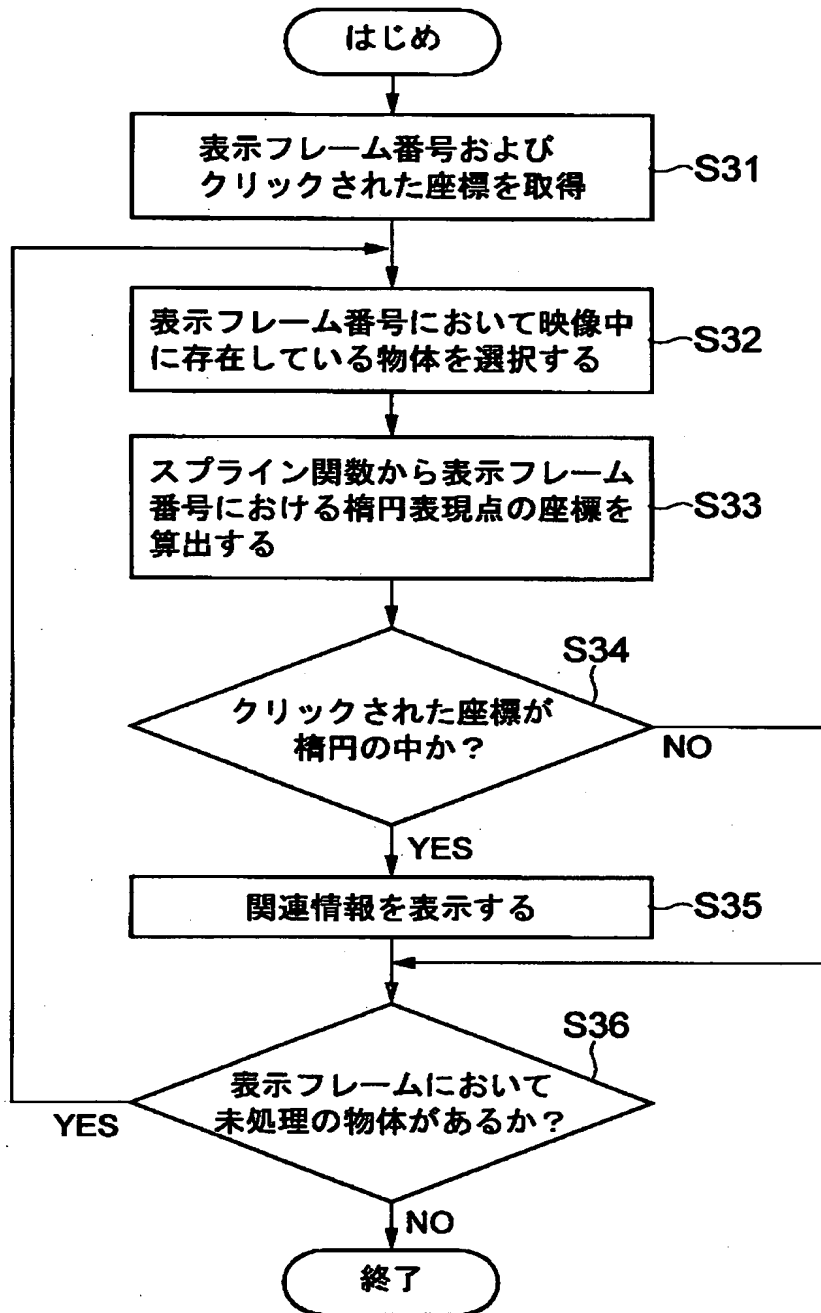 はじめ
表示フレーム番号および
クリックされた座標を取得
S31
表示フレーム番号において映像中
に存在している物体を選択する
S32
スプライン関数から表示フレーム
番号における楕円表現点の座標を
算出する
S33
S34
クリックされた座標が
楕円の中か?
NO
YES
関連情報を表示する
S35
S36
表示フレームにおいて
未処理の物体があるか?
YES
NO
終了